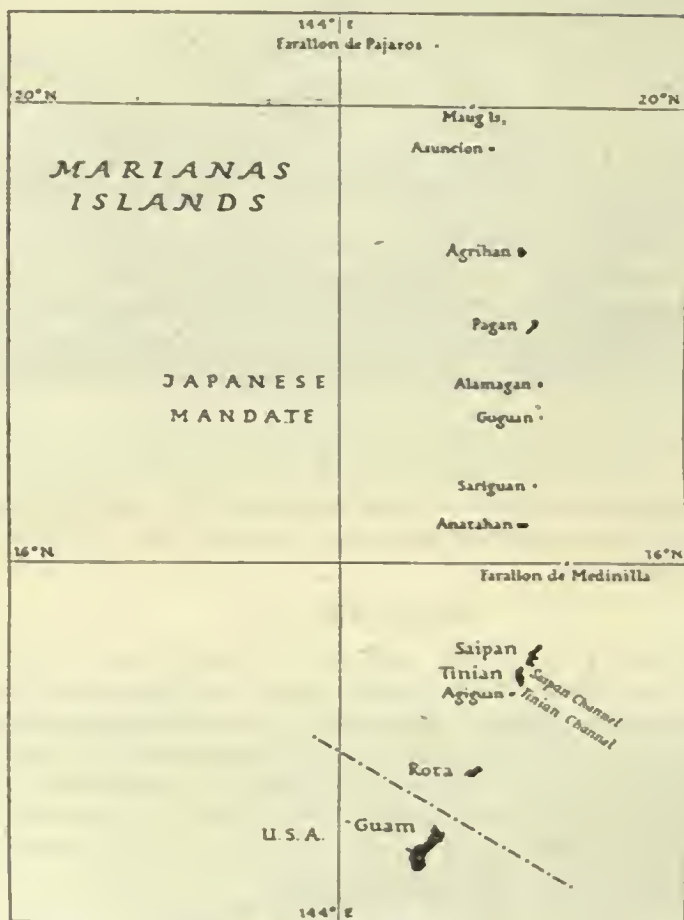 144° E
Farallon de Pajaros
20°N 20°N
Maug Is.
Asuncion
MARIANAS
ISLANDS
Agrihan
Pagan
JAPANESE
MANDATE
Alamagan
Guguan
Sariguan
Anatahan
16°N 16°N
Farallon de Medinilla
Saipan
Tinian
Saipan Channel
Agiguan
Tinian Channel
Rota
Guam
U.S.A.
144° E